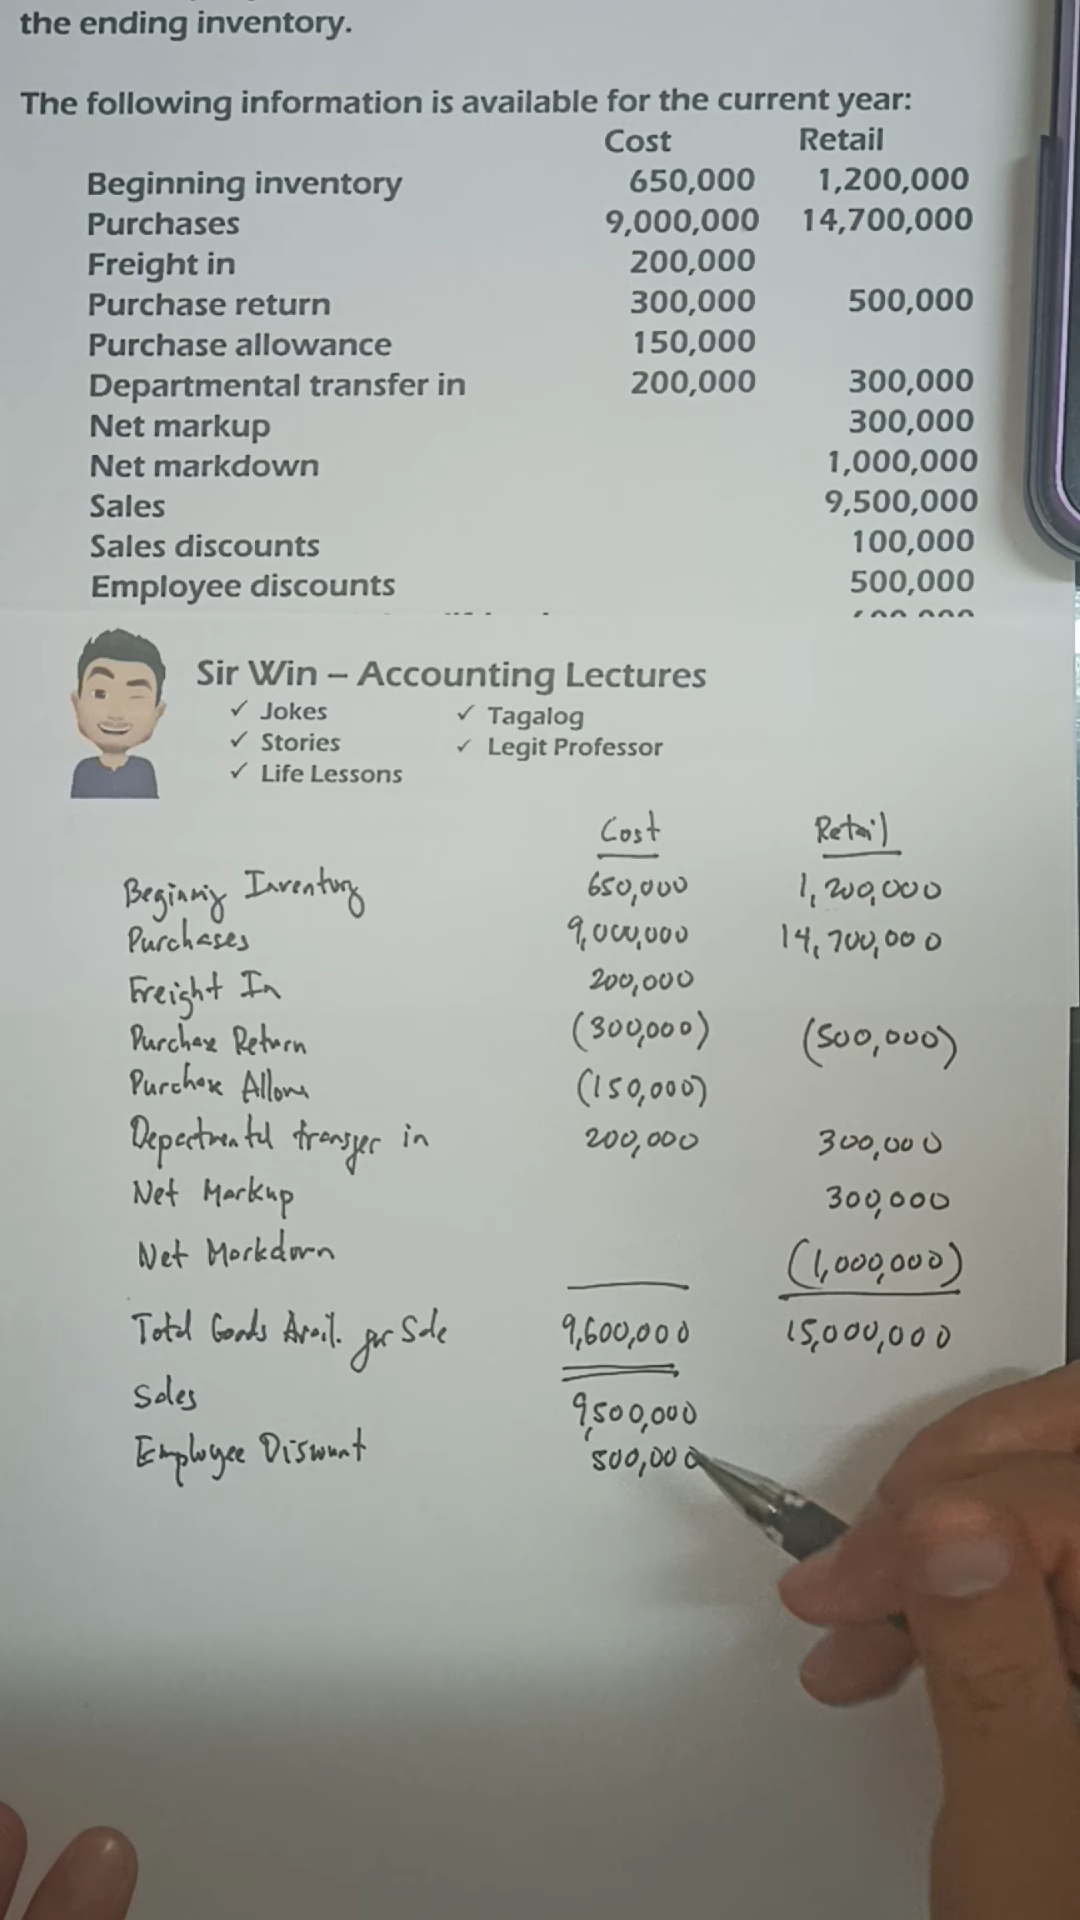 the ending inventory.
The following information is available for the current year:
Cost Retail
Beginning inventory 650,000 1,200,000
Purchases 9,000,000 14,700,000
Freight in 200,000
Purchase return 300,000 500,000
Purchase allowance 150,000
Departmental transfer in 200,000 300,000
Net markup 300,000
Net markdown 1,000,000
Sales 9,500,000
Sales discounts 100,000
Employee discounts 500,000
Sir Win – Accounting Lectures
✓ Jokes ✓ Tagalog
✓ Stories ✓ Legit Professor
✓ Life Lessons
Cost Retail
Beginning Inventory 650,000 1,200,000
Purchases 9,000,000 14,700,000
Freight In 200,000
Purchase Return (300,000) (500,000)
Purchase Allow (150,000)
Departmental transfer in 200,000 300,000
Net Markup 300,000
Net Markdown (1,000,000)
Total Goods Avail. for Sale 9,600,000 15,000,000
Sales 9,500,000
Employee Discount 500,000